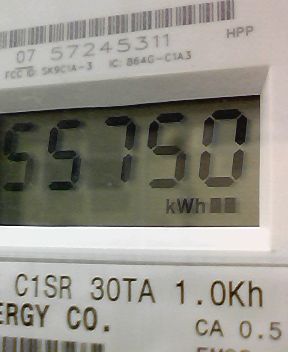 07 57245311
HPP
FCC ID: SK9C1A-3 IC: 864G-C1A3
55750
kWh
C1SR 30TA 1.0Kh
ERGY CO.
CA 0.5